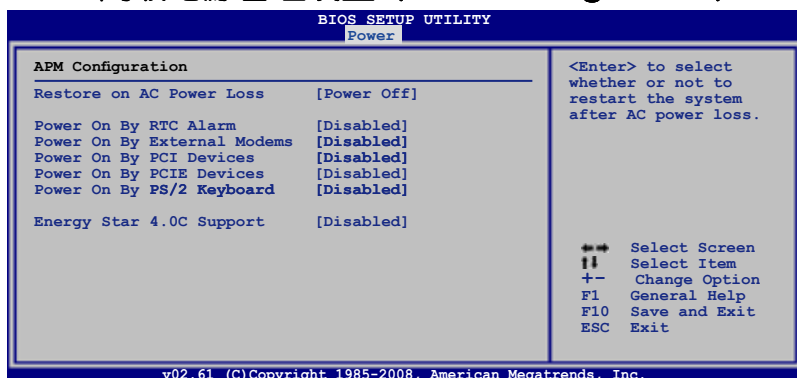 BIOS SETUP UTILITY
Power
APM Configuration
Restore on AC Power Loss [Power Off]
Power On By RTC Alarm [Disabled]
Power On By External Modems [Disabled]
Power On By PCI Devices [Disabled]
Power On By PCIE Devices [Disabled]
Power On By PS/2 Keyboard [Disabled]
Energy Star 4.0C Support [Disabled]
<Enter> to select
whether or not to
restart the system
after AC power loss.
←→ Select Screen
↑↓ Select Item
+- Change Option
F1 General Help
F10 Save and Exit
ESC Exit
v02.61 (C)Copyright 1985-2008, American Megatrends, Inc.